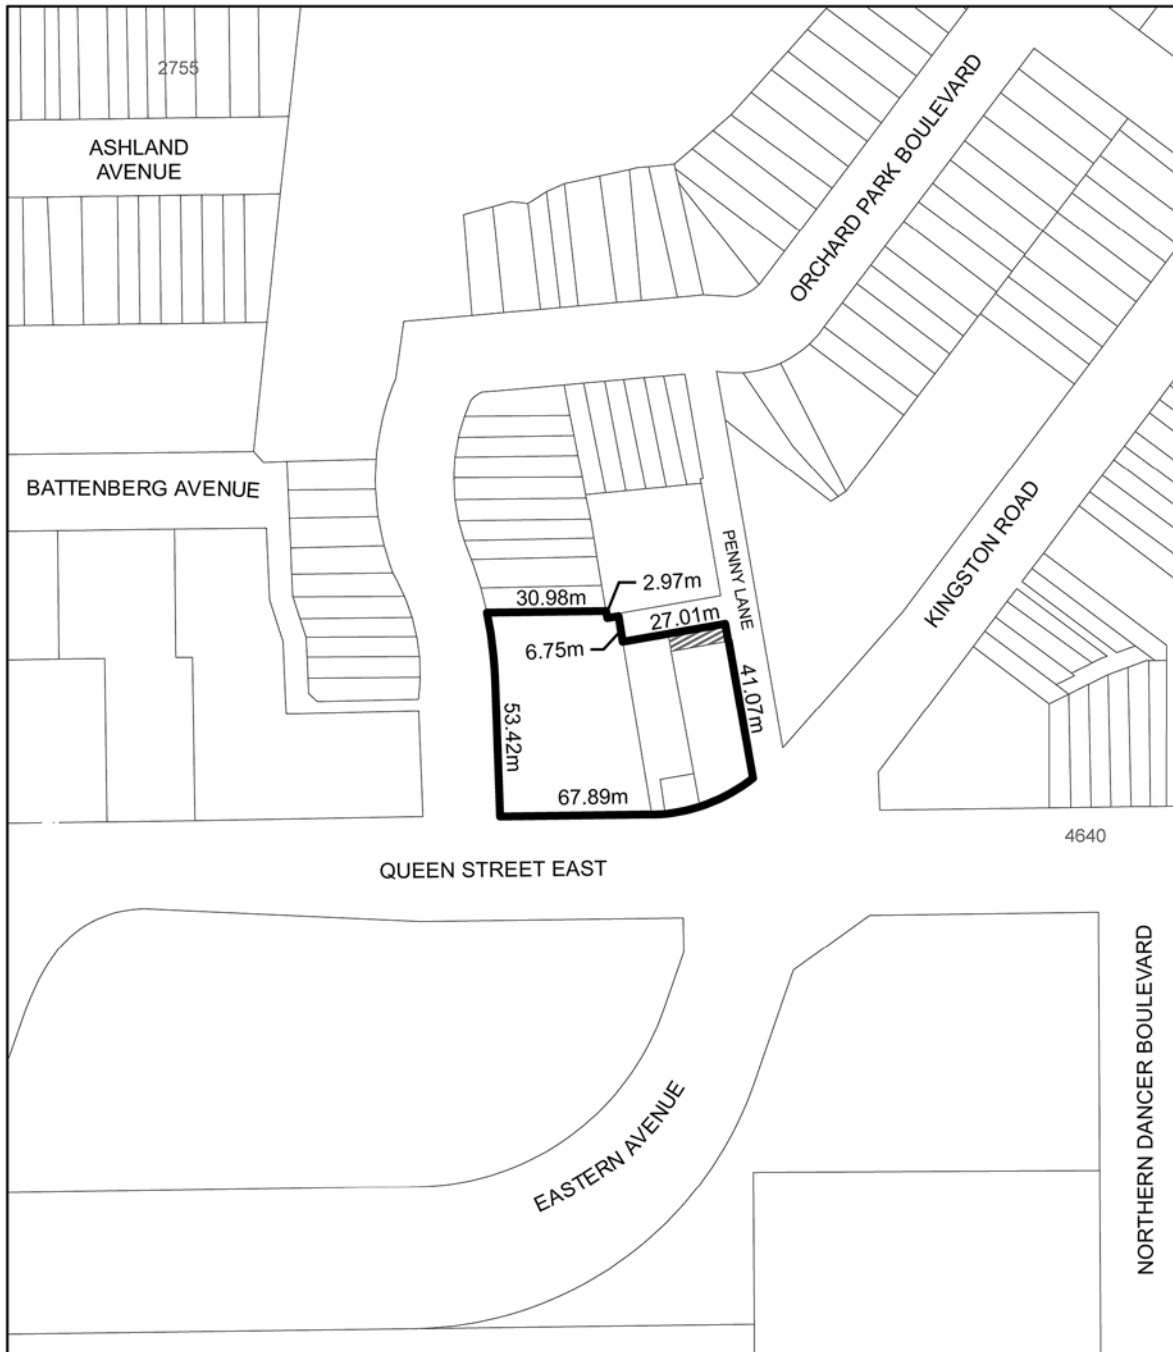 2755
ASHLAND
AVENUE
ORCHARD PARK BOULEVARD
BATTENBERG AVENUE
KINGSTON ROAD
PENNY LANE
2.97m
30.98m
27.01m
6.75m
41.07m
53.42m
67.89m
4640
QUEEN STREET EAST
NORTHERN DANCER BOULEVARD
EASTERN AVENUE